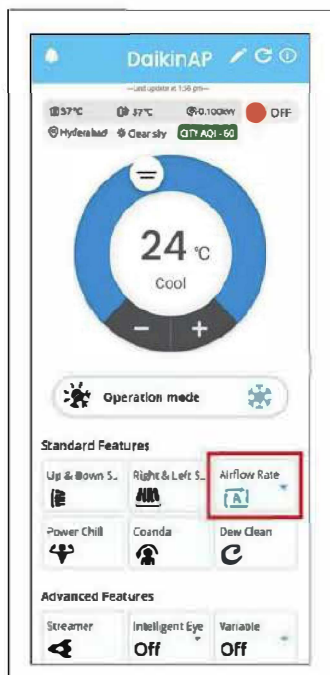 DaikinAP
—Last update at 1:56 pm—
57°C 37°C 0.100kW OFF
Hyderabad Clear sky CITY AQI - 60
24 °C
Cool
− +
Operation mode
Standard Features
Up & Down S.. Right & Left S.. Airflow Rate
A
Power Chill Coanda Dew Clean
Advanced Features
Streamer Intelligent Eye Variable
Off Off